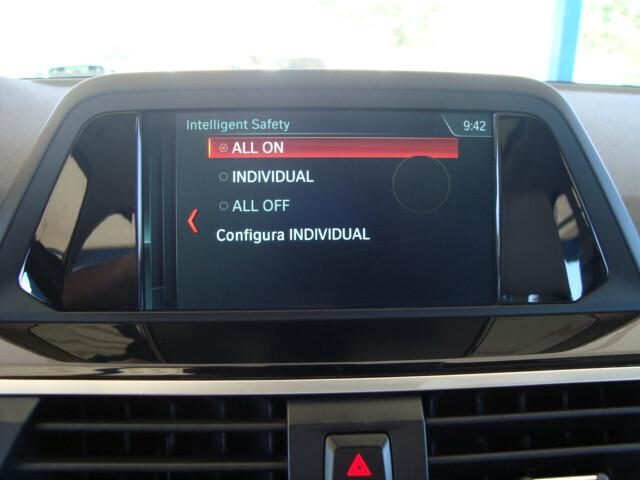 Intelligent Safety 9:42
ALL ON
INDIVIDUAL
ALL OFF
Configura INDIVIDUAL